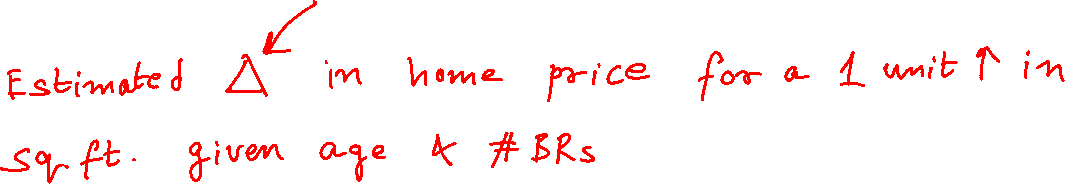 Estimated Δ in home price for a 1 unit ↑ in
sq.ft. given age & #BRs